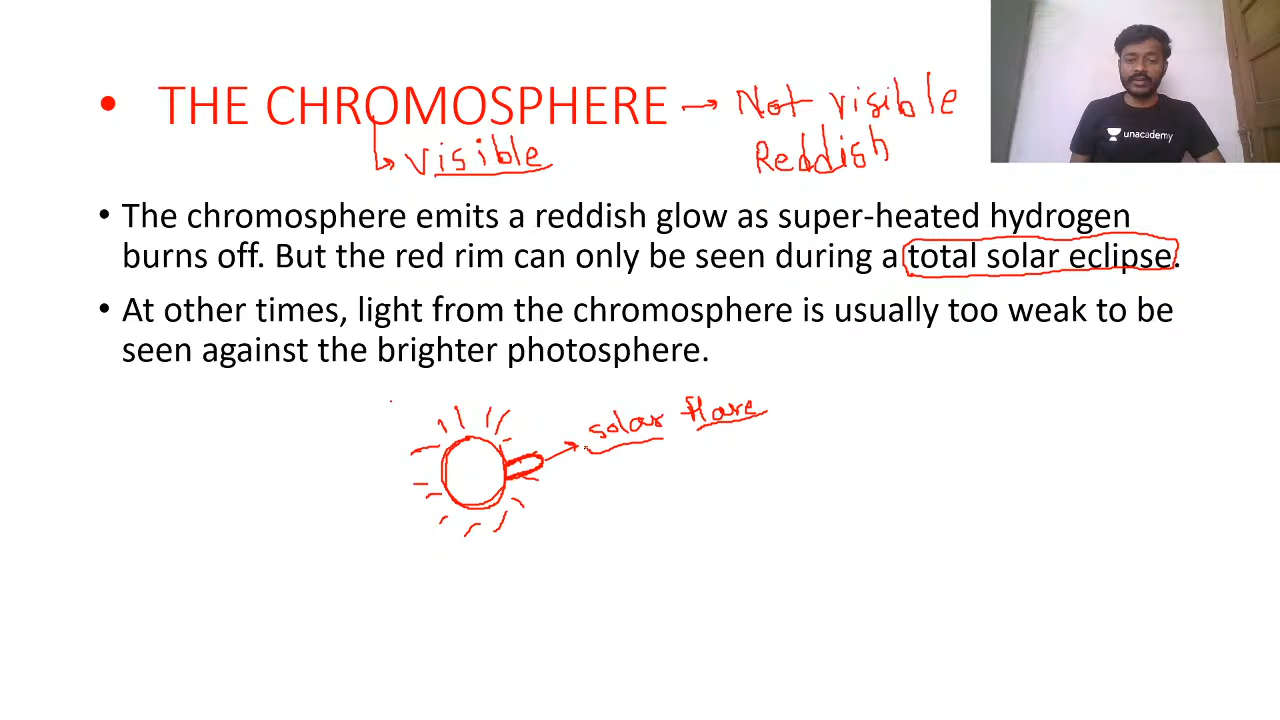 • THE CHROMOSPHERE → Not visible
Reddish
↳ visible
• The chromosphere emits a reddish glow as super-heated hydrogen
burns off. But the red rim can only be seen during a total solar eclipse.
• At other times, light from the chromosphere is usually too weak to be
seen against the brighter photosphere.
solar flare
unacademy